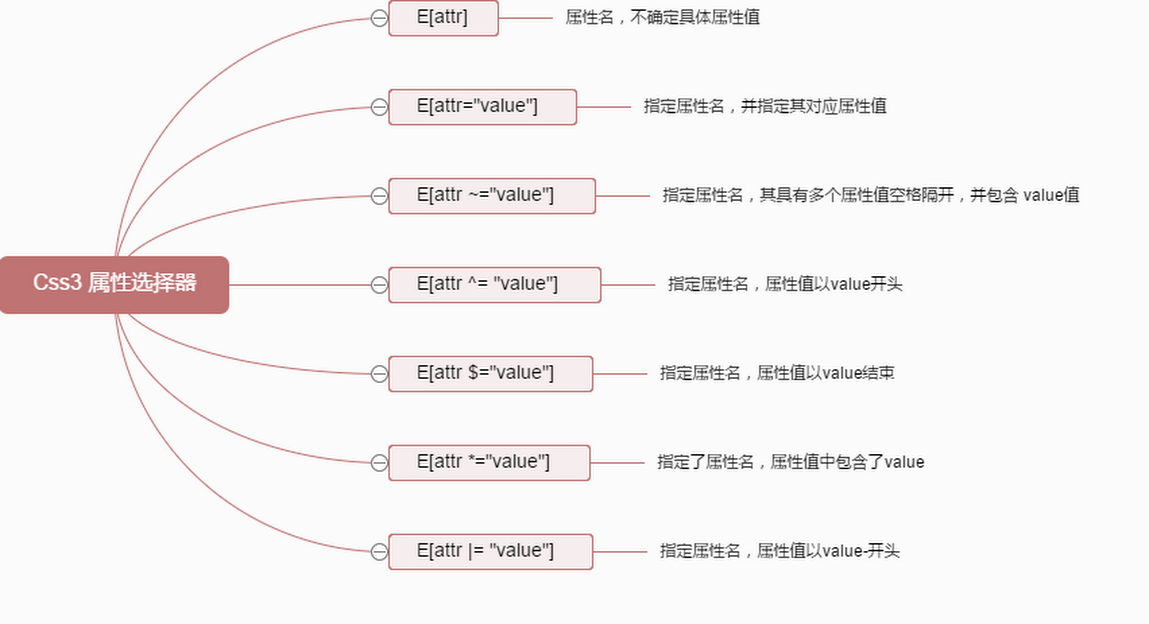 E[attr]
属性名，不确定具体属性值
E[attr="value"]
指定属性名，并指定其对应属性值
E[attr ~="value"]
指定属性名，其具有多个属性值空格隔开，并包含 value值
Css3 属性选择器
E[attr ^= "value"]
指定属性名，属性值以value开头
E[attr $="value"]
指定属性名，属性值以value结束
E[attr *="value"]
指定了属性名，属性值中包含了value
E[attr |= "value"]
指定属性名，属性值以value-开头